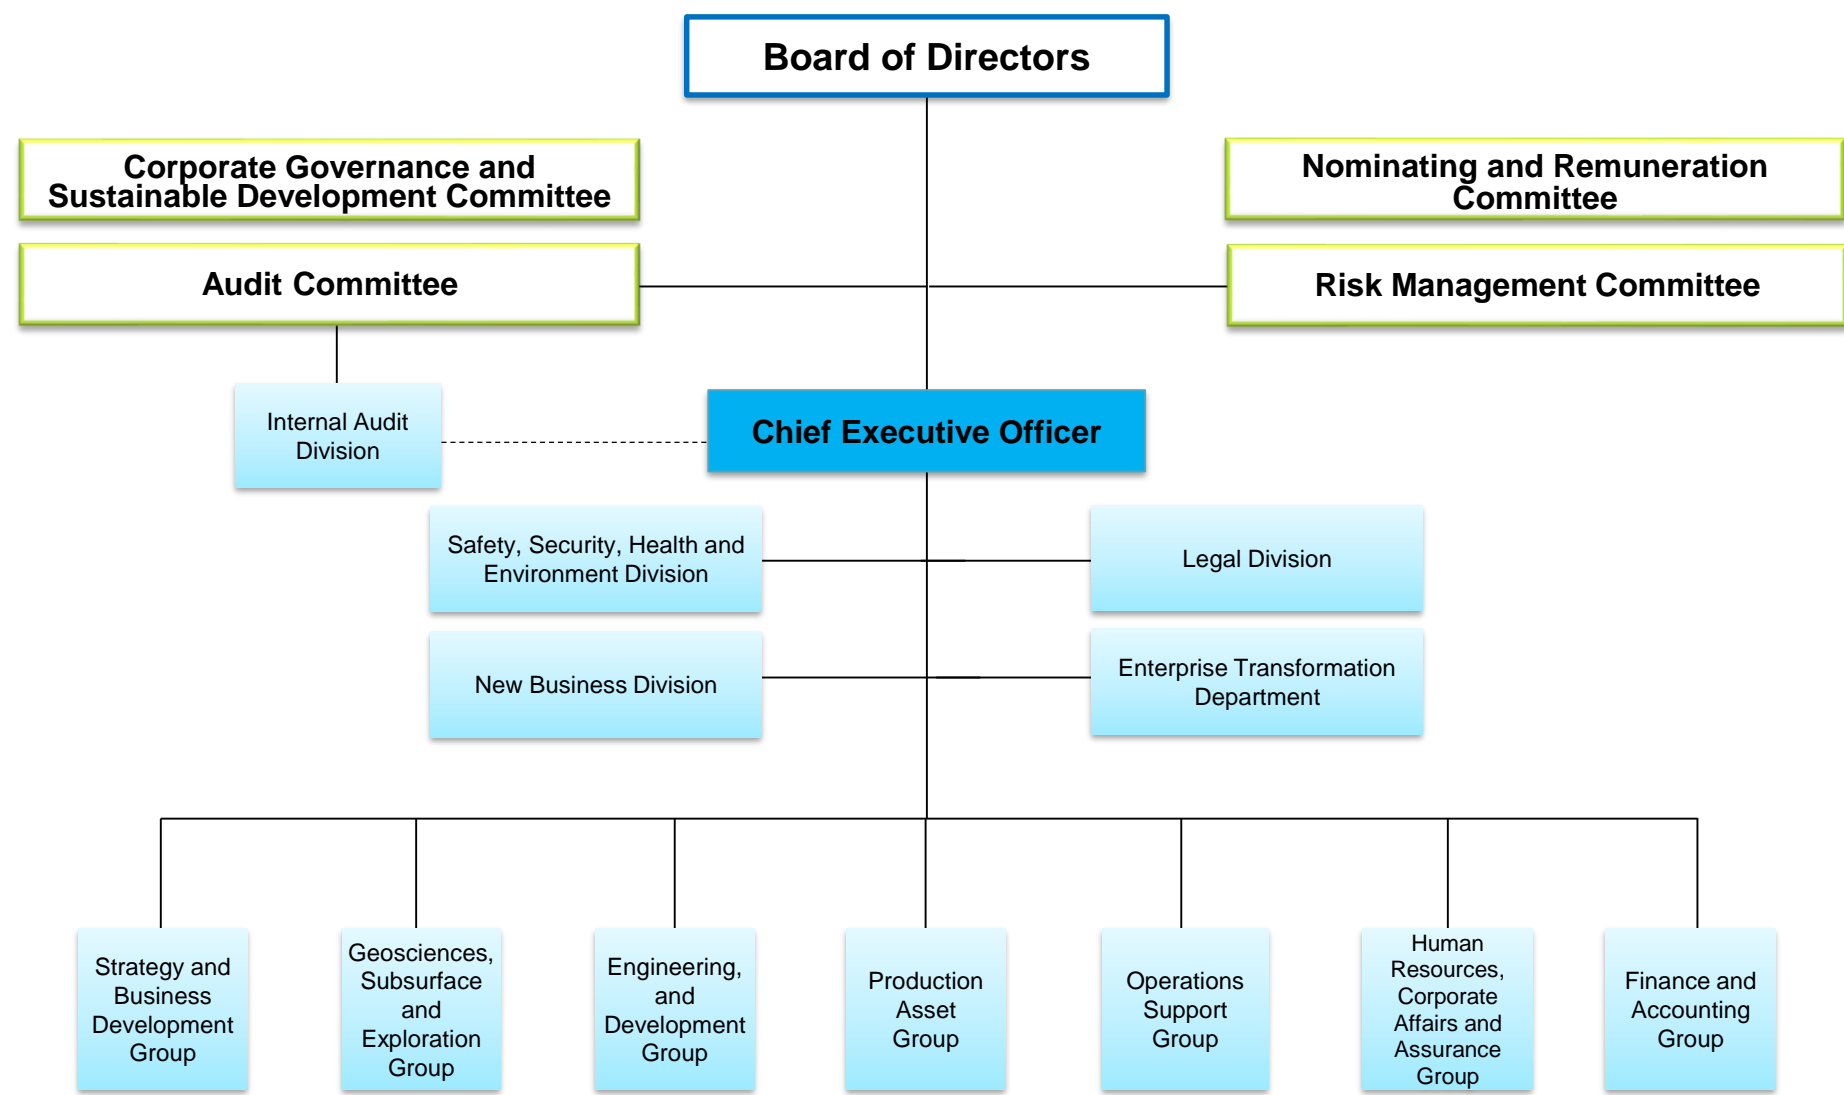 Board of Directors
Corporate Governance and
Sustainable Development Committee
Nominating and Remuneration
Committee
Audit Committee
Risk Management Committee
Internal Audit
Division
Chief Executive Officer
Safety, Security, Health and
Environment Division
Legal Division
New Business Division
Enterprise Transformation
Department
Strategy and
Business
Development
Group
Geosciences,
Subsurface
and
Exploration
Group
Engineering,
and
Development
Group
Production
Asset
Group
Operations
Support
Group
Human
Resources,
Corporate
Affairs and
Assurance
Group
Finance and
Accounting
Group